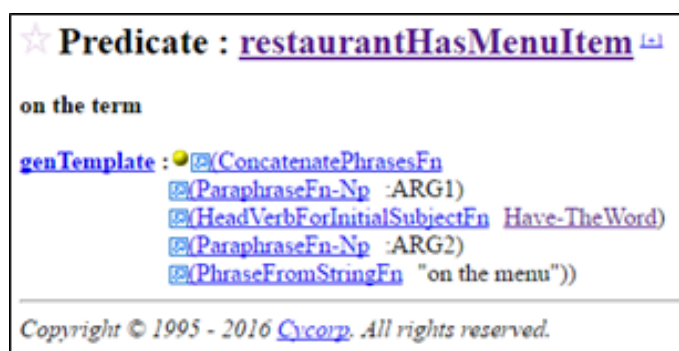 Predicate : restaurantHasMenuItem [+]
on the term
genTemplate : (ConcatenatePhrasesFn
(ParaphraseFn-Np :ARG1)
(HeadVerbForInitialSubjectFn Have-TheWord)
(ParaphraseFn-Np :ARG2)
(PhraseFromStringFn "on the menu"))
Copyright © 1995 - 2016 Cycorp. All rights reserved.